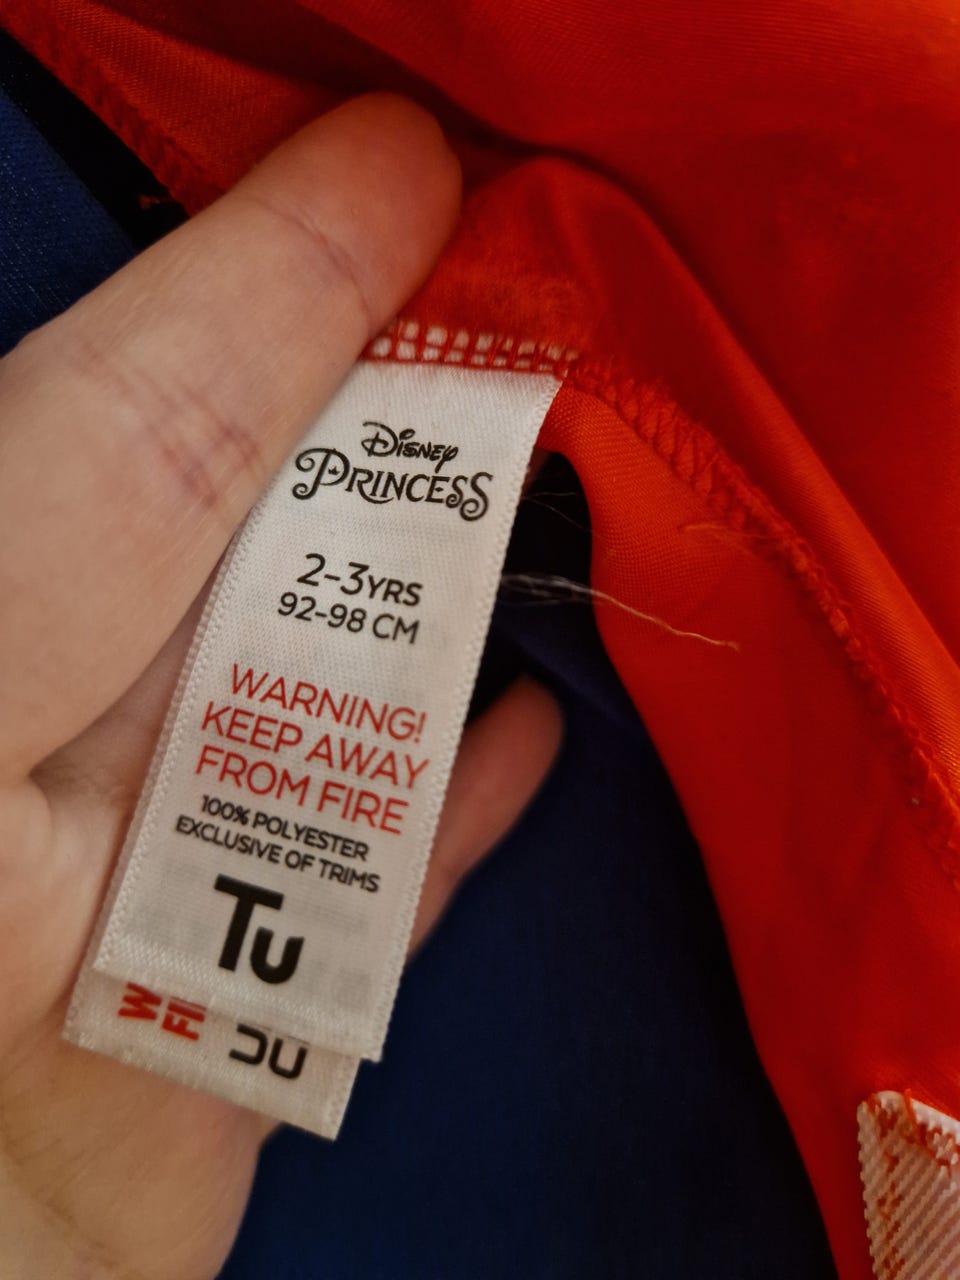 Disney
PRINCESS
2-3YRS
92-98 CM
WARNING!
KEEP AWAY
FROM FIRE
100% POLYESTER
EXCLUSIVE OF TRIMS
Tu